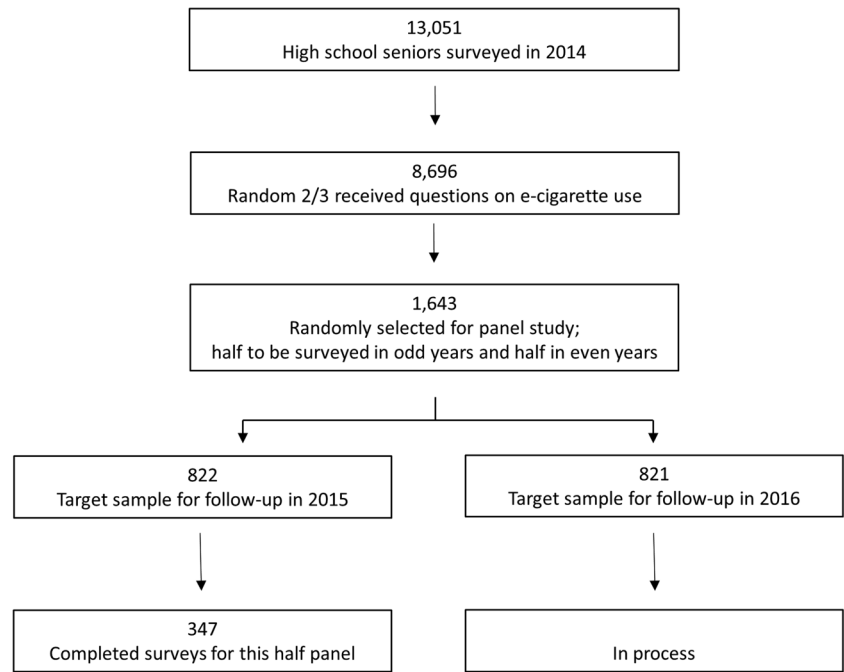 13,051
High school seniors surveyed in 2014
8,696
Random 2/3 received questions on e-cigarette use
1,643
Randomly selected for panel study;
half to be surveyed in odd years and half in even years
822
Target sample for follow-up in 2015
821
Target sample for follow-up in 2016
347
Completed surveys for this half panel
In process